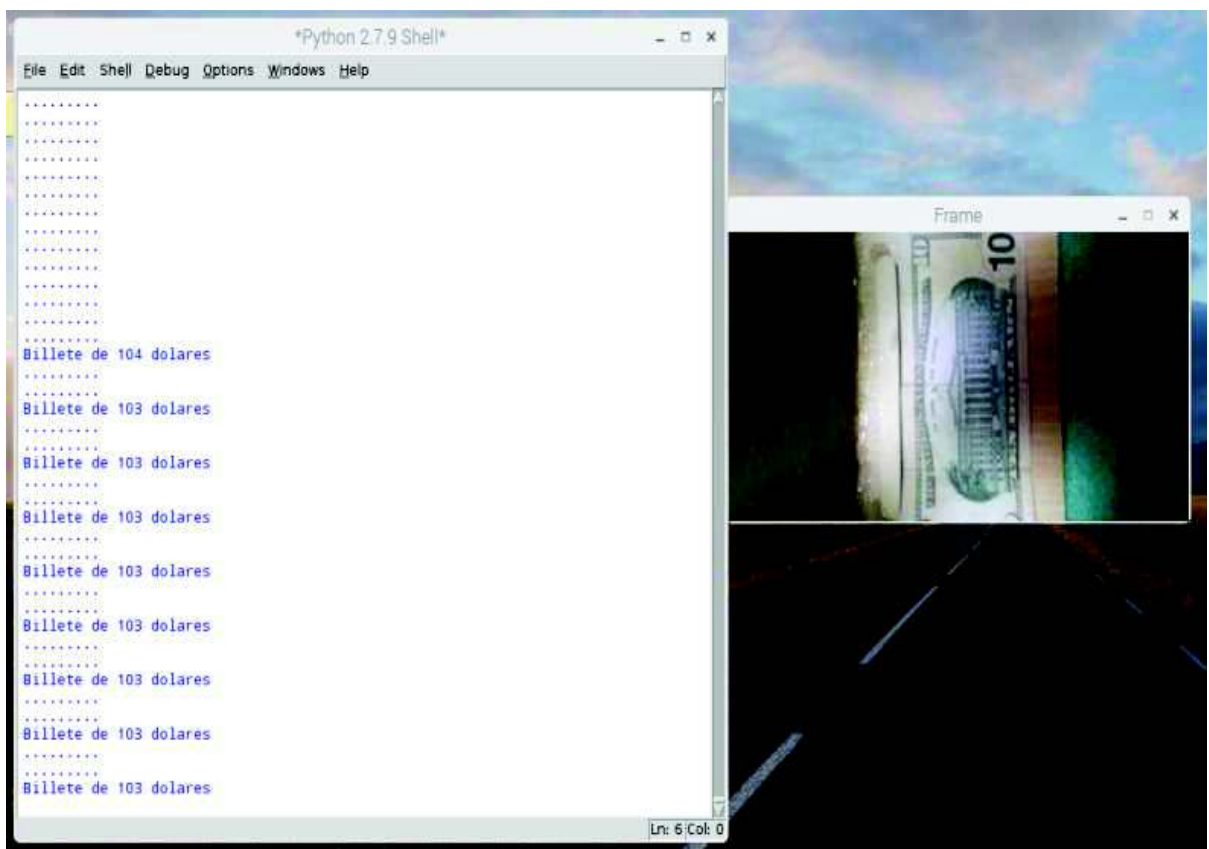 *Python 2.7.9 Shell*
File Edit Shell Debug Options Windows Help
.........
.........
.........
.........
.........
.........
.........
.........
.........
.........
.........
.........
.........
.........
Billete de 104 dolares
.........
.........
Billete de 103 dolares
.........
.........
Billete de 103 dolares
.........
.........
Billete de 103 dolares
.........
.........
Billete de 103 dolares
.........
.........
Billete de 103 dolares
.........
.........
Billete de 103 dolares
.........
.........
Billete de 103 dolares
.........
.........
Billete de 103 dolares
Ln: 6 Col: 0
Frame
10
10